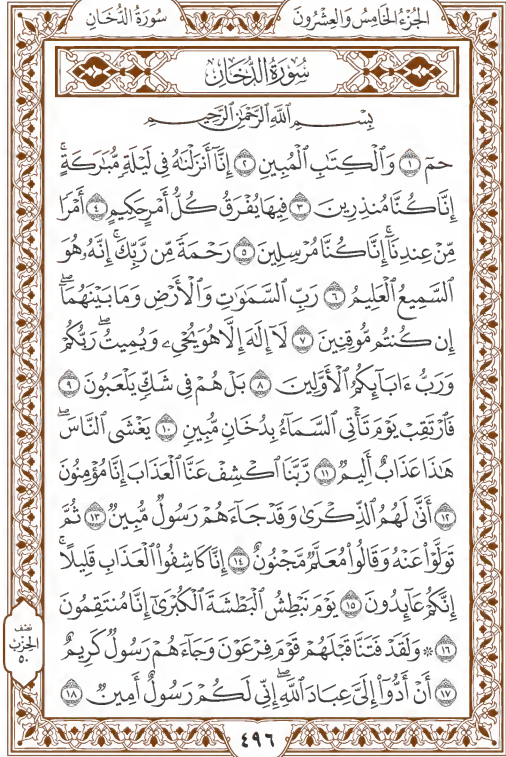 الجُزْءُ الخَامِسُ وَالعِشْرُونَ سُورَةُ الدُّخَانِ
سُورَةُ الدُّخَانِ
بِسْمِ ٱللَّهِ ٱلرَّحْمَٰنِ ٱلرَّحِيمِ
حمٓ ١ وَٱلْكِتَٰبِ ٱلْمُبِينِ ٢ إِنَّآ أَنزَلْنَٰهُ فِى لَيْلَةٍ مُّبَٰرَكَةٍ ۚ
إِنَّا كُنَّا مُنذِرِينَ ٣ فِيهَا يُفْرَقُ كُلُّ أَمْرٍ حَكِيمٍ ٤ أَمْرًا
مِّنْ عِندِنَآ ۚ إِنَّا كُنَّا مُرْسِلِينَ ٥ رَحْمَةً مِّن رَّبِّكَ ۚ إِنَّهُۥ هُوَ
ٱلسَّمِيعُ ٱلْعَلِيمُ ٦ رَبِّ ٱلسَّمَٰوَٰتِ وَٱلْأَرْضِ وَمَا بَيْنَهُمَآ ۖ
إِن كُنتُم مُّوقِنِينَ ٧ لَآ إِلَٰهَ إِلَّا هُوَ يُحْىِۦ وَيُمِيتُ ۖ رَبُّكُمْ
وَرَبُّ ءَابَآئِكُمُ ٱلْأَوَّلِينَ ٨ بَلْ هُمْ فِى شَكٍّ يَلْعَبُونَ ٩
فَٱرْتَقِبْ يَوْمَ تَأْتِى ٱلسَّمَآءُ بِدُخَانٍ مُّبِينٍ ١٠ يَغْشَى ٱلنَّاسَ ۖ
هَٰذَا عَذَابٌ أَلِيمٌ ١١ رَّبَّنَا ٱكْشِفْ عَنَّا ٱلْعَذَابَ إِنَّا مُؤْمِنُونَ
١٢ أَنَّىٰ لَهُمُ ٱلذِّكْرَىٰ وَقَدْ جَآءَهُمْ رَسُولٌ مُّبِينٌ ١٣ ثُمَّ
تَوَلَّوْا۟ عَنْهُ وَقَالُوا۟ مُعَلَّمٌ مَّجْنُونٌ ١٤ إِنَّا كَاشِفُوا۟ ٱلْعَذَابِ قَلِيلًا ۚ
إِنَّكُمْ عَآئِدُونَ ١٥ يَوْمَ نَبْطِشُ ٱلْبَطْشَةَ ٱلْكُبْرَىٰٓ إِنَّا مُنتَقِمُونَ
١٦ ۞ وَلَقَدْ فَتَنَّا قَبْلَهُمْ قَوْمَ فِرْعَوْنَ وَجَآءَهُمْ رَسُولٌ كَرِيمٌ
١٧ أَنْ أَدُّوٓا۟ إِلَىَّ عِبَادَ ٱللَّهِ ۖ إِنِّى لَكُمْ رَسُولٌ أَمِينٌ ١٨
نصف
الحزب
٥٠
٤٩٦